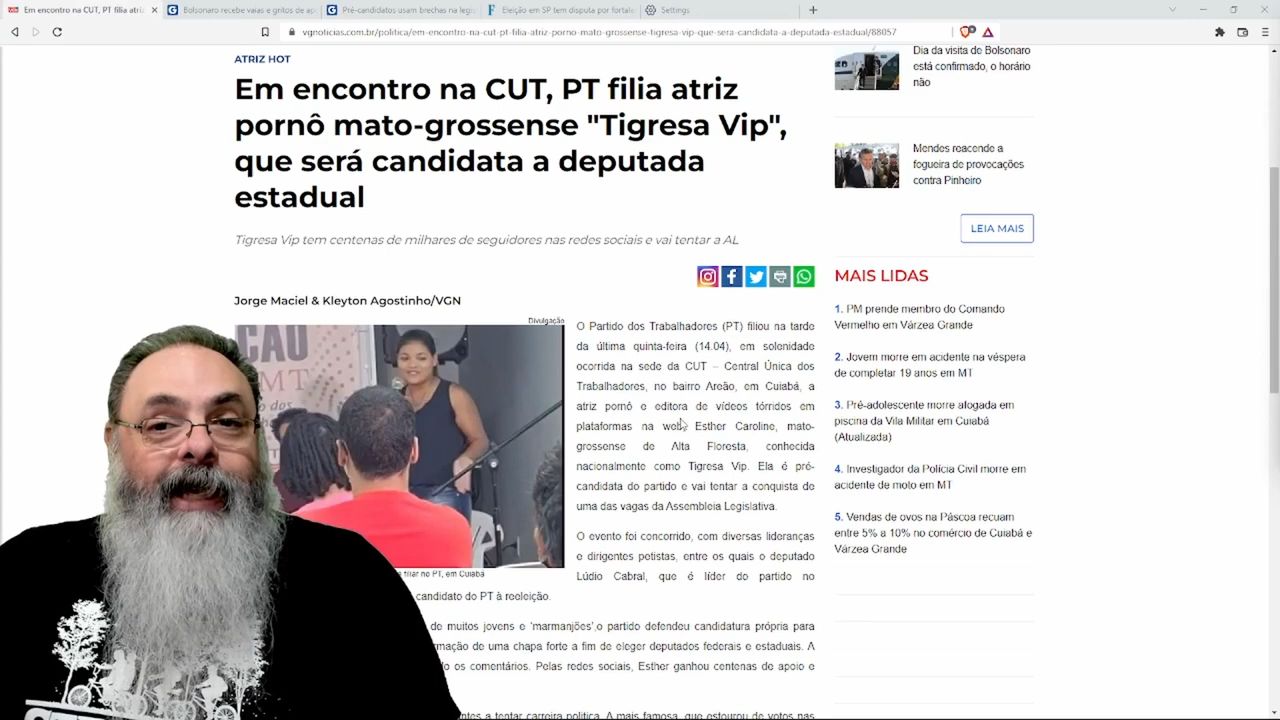 Em encontro na CUT, PT filia atriz
Bolsonaro recebe vaias e gritos de ap
Pré-candidatos usam brechas na legi
Eleição em SP tem disputa por fortale
Settings
vgnoticias.com.br/politica/em-encontro-na-cut-pt-filia-atriz-porno-mato-grossense-tigresa-vip-que-sera-candidata-a-deputada-estadual/88057
ATRIZ HOT
Em encontro na CUT, PT filia atriz
pornô mato-grossense "Tigresa Vip",
que será candidata a deputada
estadual
Tigresa Vip tem centenas de milhares de seguidores nas redes sociais e vai tentar a AL
Jorge Maciel & Kleyton Agostinho/VGN
Divulgação
MT
filiar no PT, em Cuiabá
O Partido dos Trabalhadores (PT) filiou na tarde
da última quinta-feira (14.04), em solenidade
ocorrida na sede da CUT – Central Única dos
Trabalhadores, no bairro Areão, em Cuiabá, a
atriz pornô e editora de vídeos tórridos em
plataformas na web, Esther Caroline, mato-
grossense de Alta Floresta, conhecida
nacionalmente como Tigresa Vip. Ela é pré-
candidata do partido e vai tentar a conquista de
uma das vagas da Assembleia Legislativa.
O evento foi concorrido, com diversas lideranças
e dirigentes petistas, entre os quais o deputado
Lúdio Cabral, que é líder do partido no
candidato do PT à reeleição.
de muitos jovens e 'marmanjões',o partido defendeu candidatura própria para
mação de uma chapa forte a fim de eleger deputados federais e estaduais. A
do os comentários. Pelas redes sociais, Esther ganhou centenas de apoio e
ntes a tentar carreira política. A mais famosa, que estourou de votos nas
Dia da visita de Bolsonaro
está confirmado, o horário
não
Mendes reacende a
fogueira de provocações
contra Pinheiro
LEIA MAIS
MAIS LIDAS
1. PM prende membro do Comando
Vermelho em Várzea Grande
2. Jovem morre em acidente na véspera
de completar 19 anos em MT
3. Pré-adolescente morre afogada em
piscina da Vila Militar em Cuiabá
(Atualizada)
4. Investigador da Polícia Civil morre em
acidente de moto em MT
5. Vendas de ovos na Páscoa recuam
entre 5% a 10% no comércio de Cuiabá e
Várzea Grande